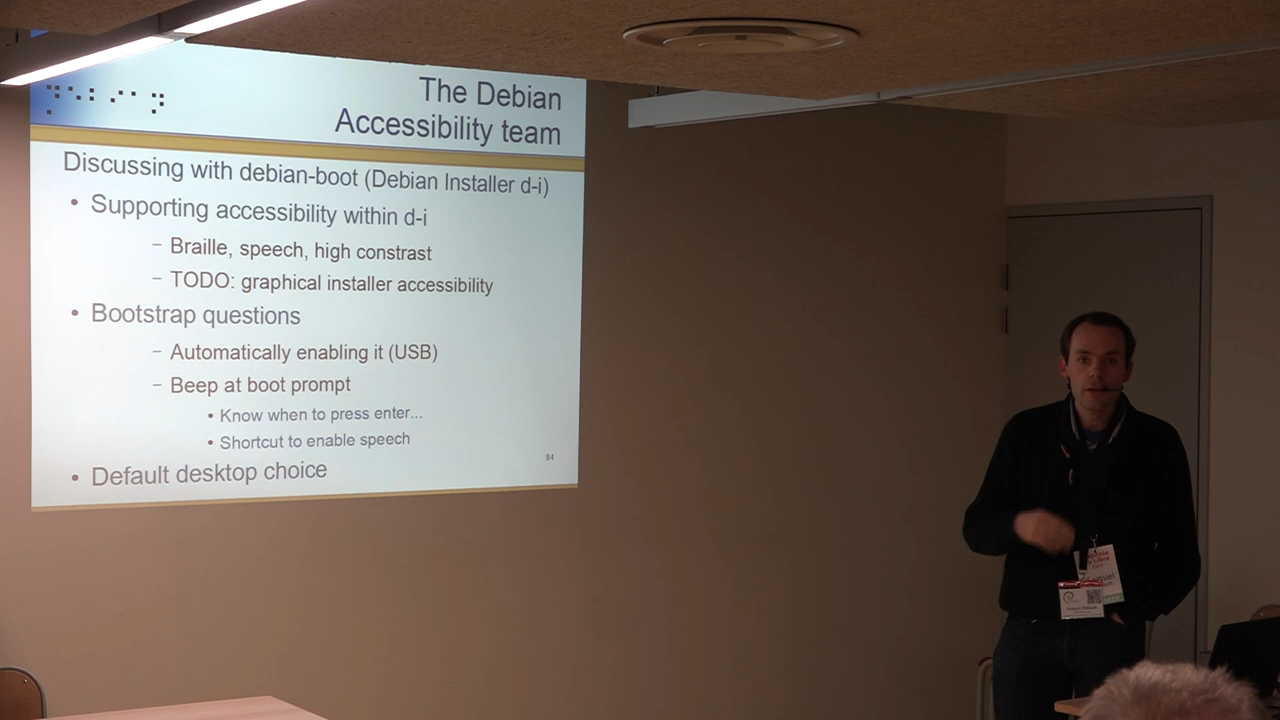 The Debian
Accessibility team
Discussing with debian-boot (Debian Installer d-i)
• Supporting accessibility within d-i
– Braille, speech, high constrast
– TODO: graphical installer accessibility
• Bootstrap questions
– Automatically enabling it (USB)
– Beep at boot prompt
• Know when to press enter...
• Shortcut to enable speech
84
• Default desktop choice
2017